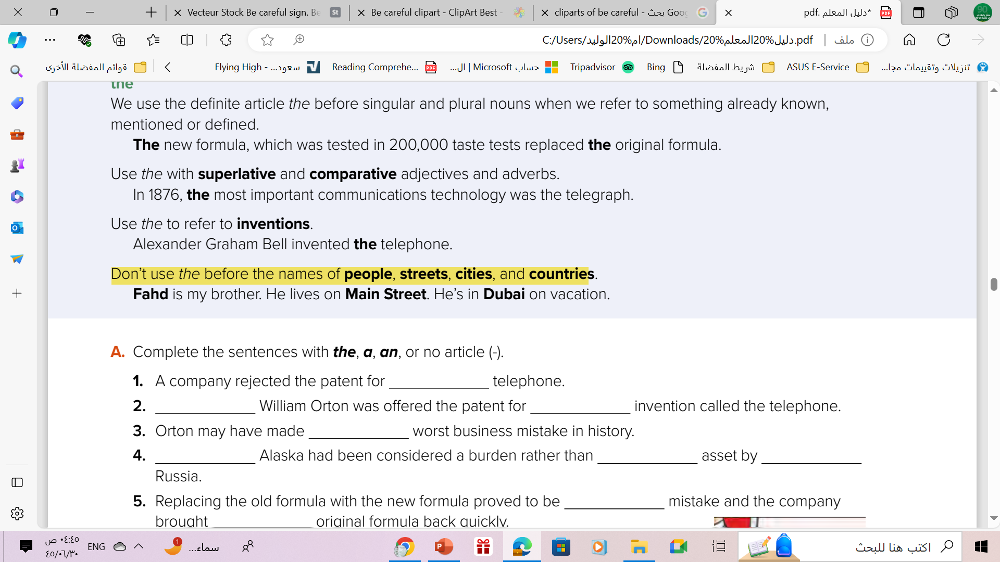 Vecteur Stock Be careful sign. Be
Be careful clipart - ClipArt Best -
cliparts of be careful - بحث Goog
*دليل المعلم .pdf
C:/Users/ام%20الوليد/Downloads/دليل%20المعلم%20.pdf
ملف
قوائم المفضلة الأخرى
Flying High - ...سعود
Reading Comprehe...
حساب Microsoft | ال...
Tripadvisor
Bing
شريط المفضلة
ASUS E-Service
تنزيلات وتقييمات مجا...
the
We use the definite article the before singular and plural nouns when we refer to something already known,
mentioned or defined.
The new formula, which was tested in 200,000 taste tests replaced the original formula.
Use the with superlative and comparative adjectives and adverbs.
In 1876, the most important communications technology was the telegraph.
Use the to refer to inventions.
Alexander Graham Bell invented the telephone.
Don’t use the before the names of people, streets, cities, and countries.
Fahd is my brother. He lives on Main Street. He’s in Dubai on vacation.
A. Complete the sentences with the, a, an, or no article (-).
1. A company rejected the patent for ____________ telephone.
2. ____________ William Orton was offered the patent for ____________ invention called the telephone.
3. Orton may have made ____________ worst business mistake in history.
4. ____________ Alaska had been considered a burden rather than ____________ asset by ____________
Russia.
5. Replacing the old formula with the new formula proved to be ____________ mistake and the company
brought ____________ original formula back quickly.
٠٤:٤٥ ص
٤٥/٠٦/٣٠
ENG
1
سماء...
اكتب هنا للبحث